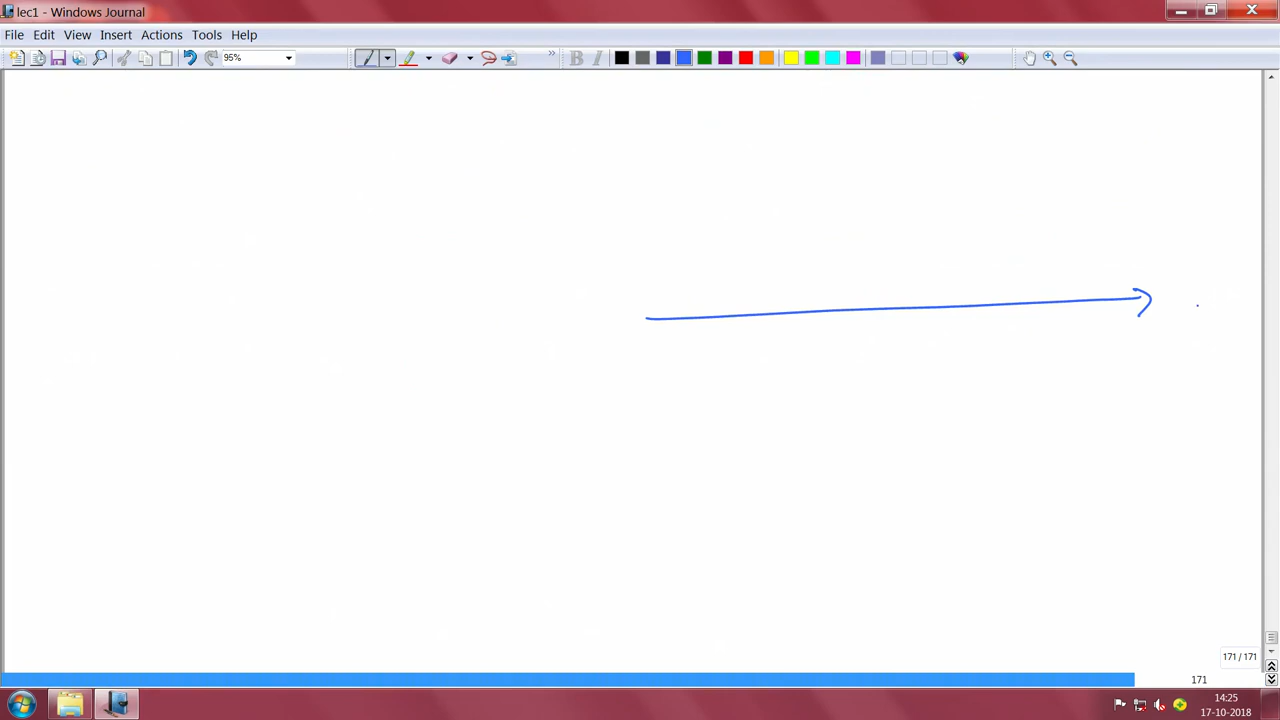 lec1 - Windows Journal
File Edit View Insert Actions Tools Help
95% B I
171 / 171
171
14:25
17-10-2018